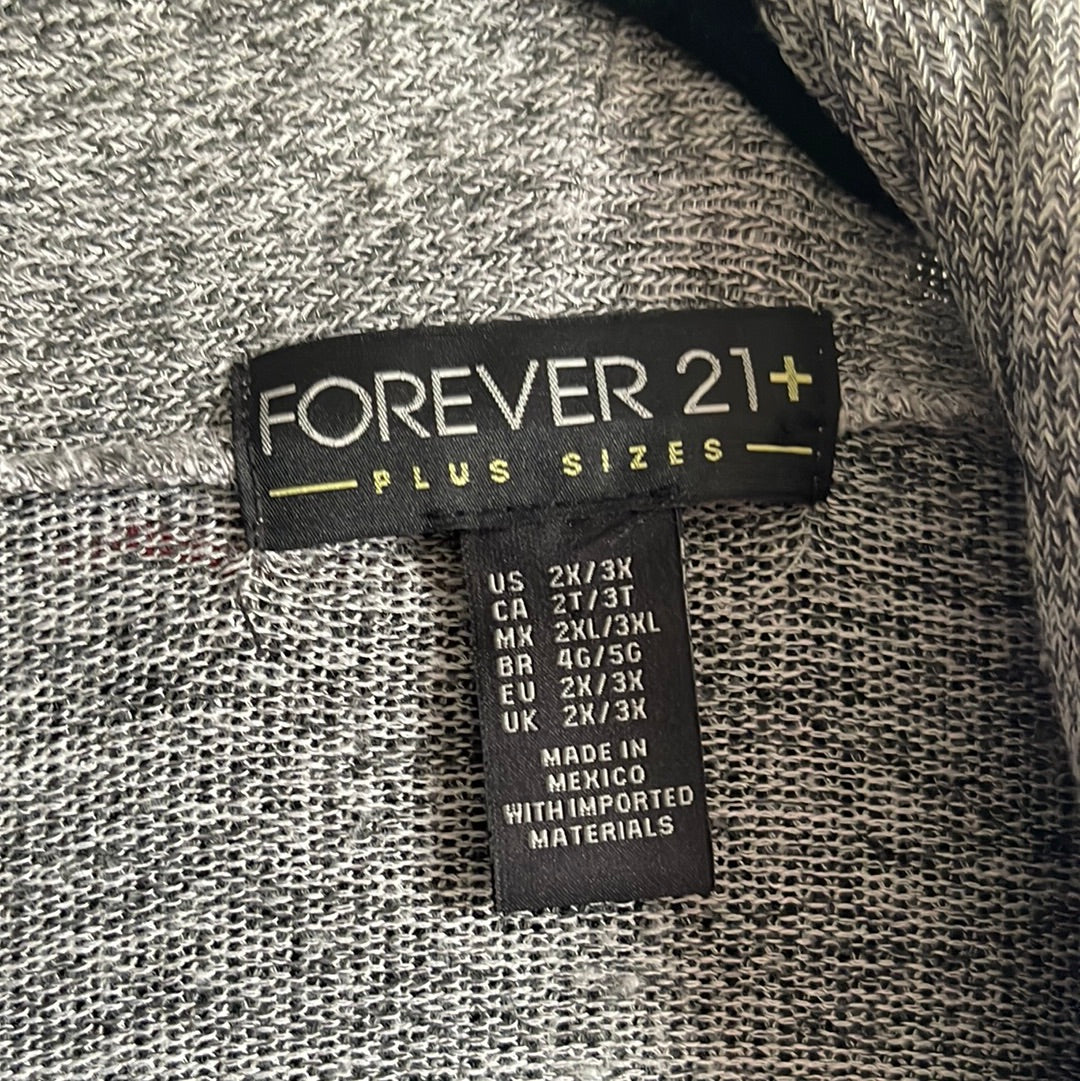 FOREVER 21+
PLUS SIZES
US 2X/3X
CA 2T/3T
MX 2XL/3XL
BR 4G/5G
EU 2X/3X
UK 2X/3X
MADE IN
MEXICO
WITH IMPORTED
MATERIALS